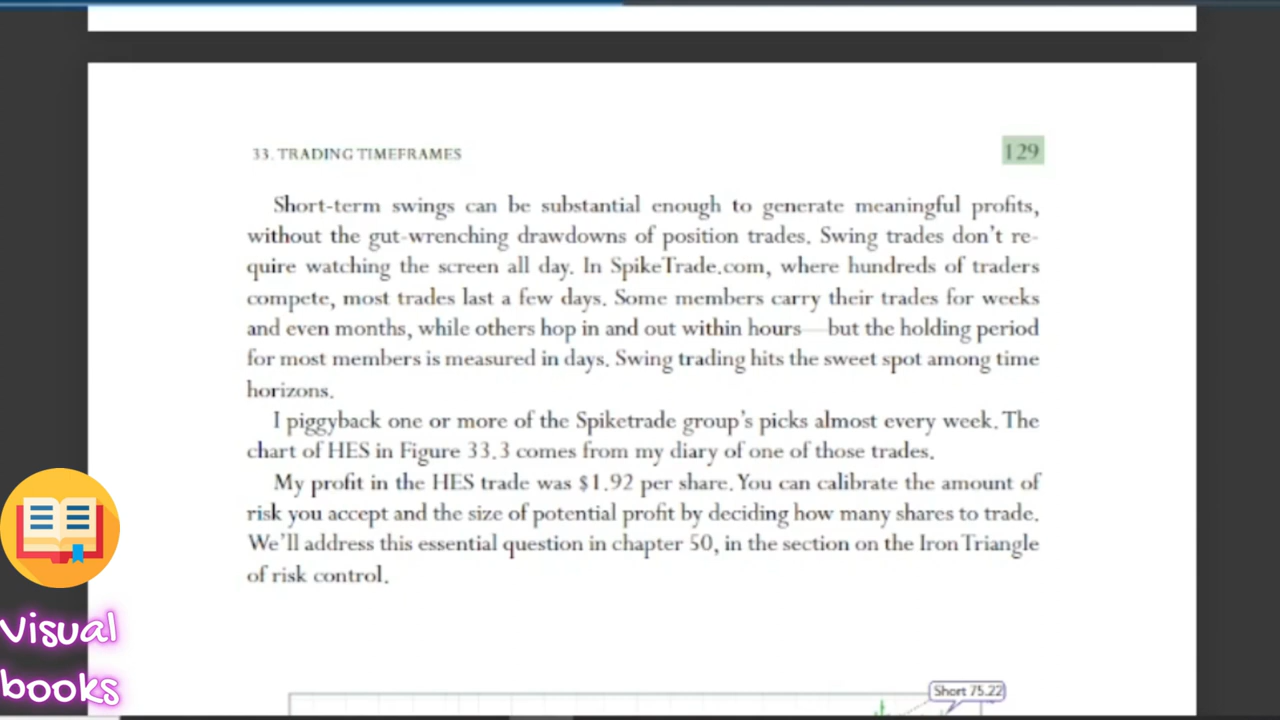 33. TRADING TIMEFRAMES
129
Short-term swings can be substantial enough to generate meaningful profits,
without the gut-wrenching drawdowns of position trades. Swing trades don't re-
quire watching the screen all day. In SpikeTrade.com, where hundreds of traders
compete, most trades last a few days. Some members carry their trades for weeks
and even months, while others hop in and out within hours—but the holding period
for most members is measured in days. Swing trading hits the sweet spot among time
horizons.
I piggyback one or more of the Spiketrade group's picks almost every week. The
chart of HES in Figure 33.3 comes from my diary of one of those trades.
My profit in the HES trade was $1.92 per share. You can calibrate the amount of
risk you accept and the size of potential profit by deciding how many shares to trade.
We'll address this essential question in chapter 50, in the section on the Iron Triangle
of risk control.
Visual
books
Short 75.22